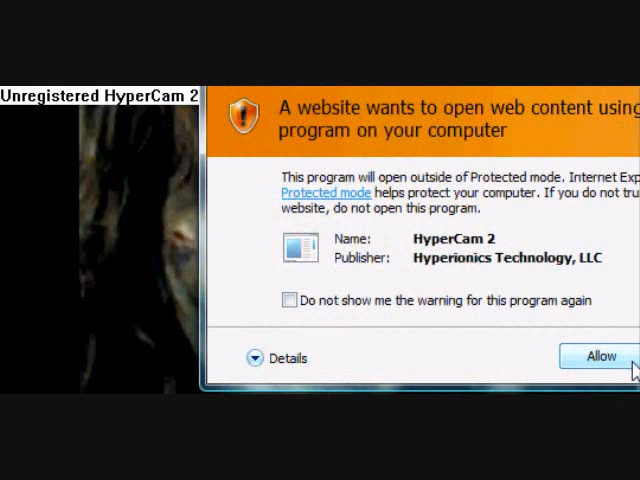 Unregistered HyperCam 2
A website wants to open web content using
program on your computer
This program will open outside of Protected mode. Internet Exp
Protected mode helps protect your computer. If you do not tru
website, do not open this program.
Name: HyperCam 2
Publisher: Hyperionics Technology, LLC
Do not show me the warning for this program again
Details
Allow